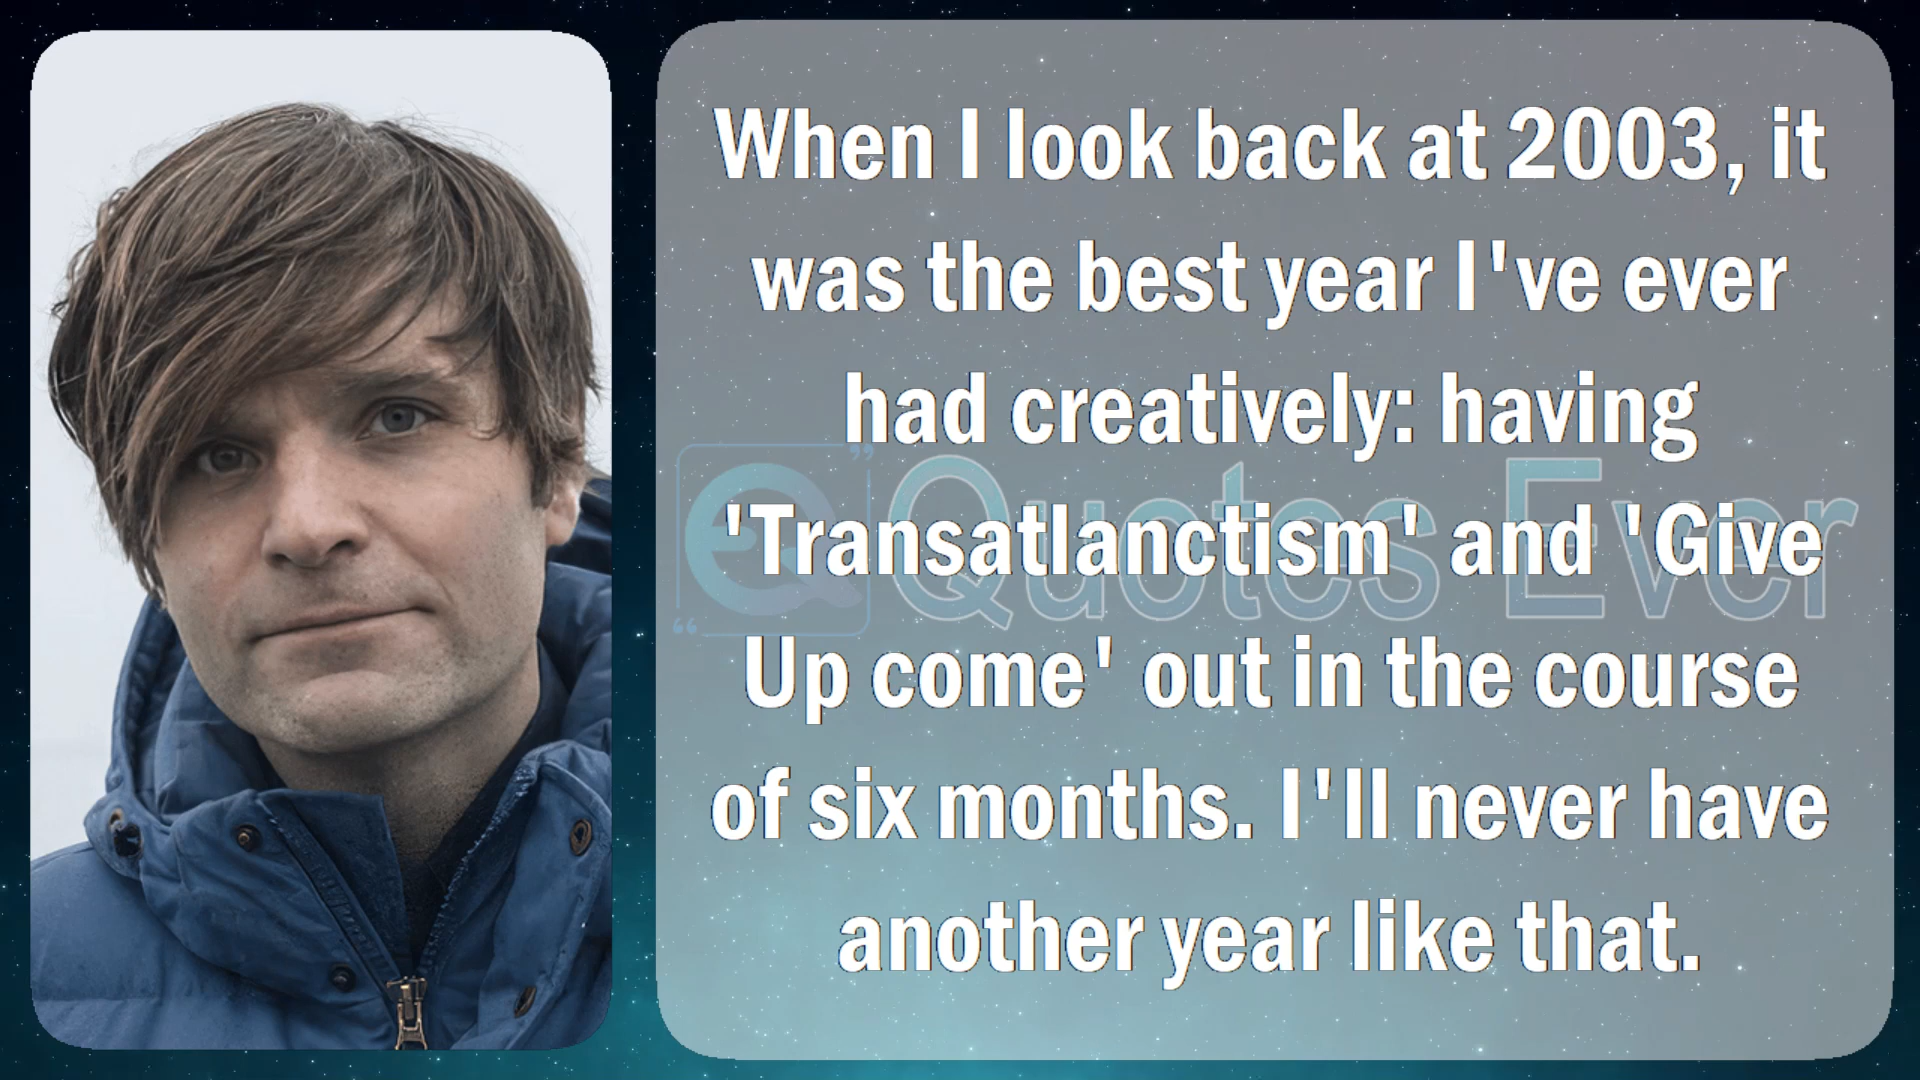 When I look back at 2003, it
was the best year I've ever
had creatively: having
'Transatlanctism' and 'Give
Up come' out in the course
of six months. I'll never have
another year like that.
Quotes Ever